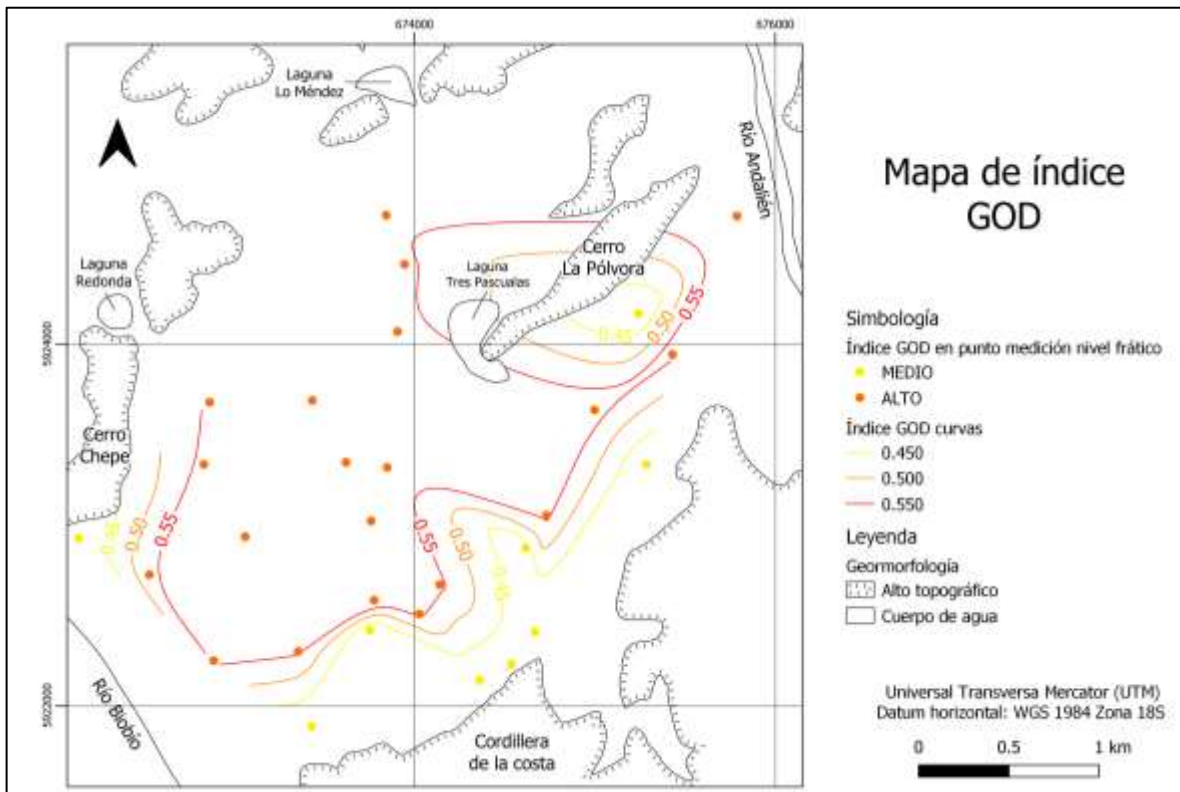 674000
676000
Laguna
Lo Méndez
Río Andalién
Mapa de índice
GOD
Laguna
Redonda
Laguna
Tres Pascualas
Cerro
La Pólvora
0.55
0.50
0.45
5924000
Cerro
Chepe
0.45
0.50
0.55
0.55
0.50
0.45
Simbología
Índice GOD en punto medición nivel frático
MEDIO
ALTO
Índice GOD curvas
0.450
0.500
0.550
Leyenda
Geormorfología
Alto topográfico
Cuerpo de agua
5922000
Río Biobío
Cordillera
de la costa
Universal Transversa Mercator (UTM)
Datum horizontal: WGS 1984 Zona 18S
0 0.5 1 km